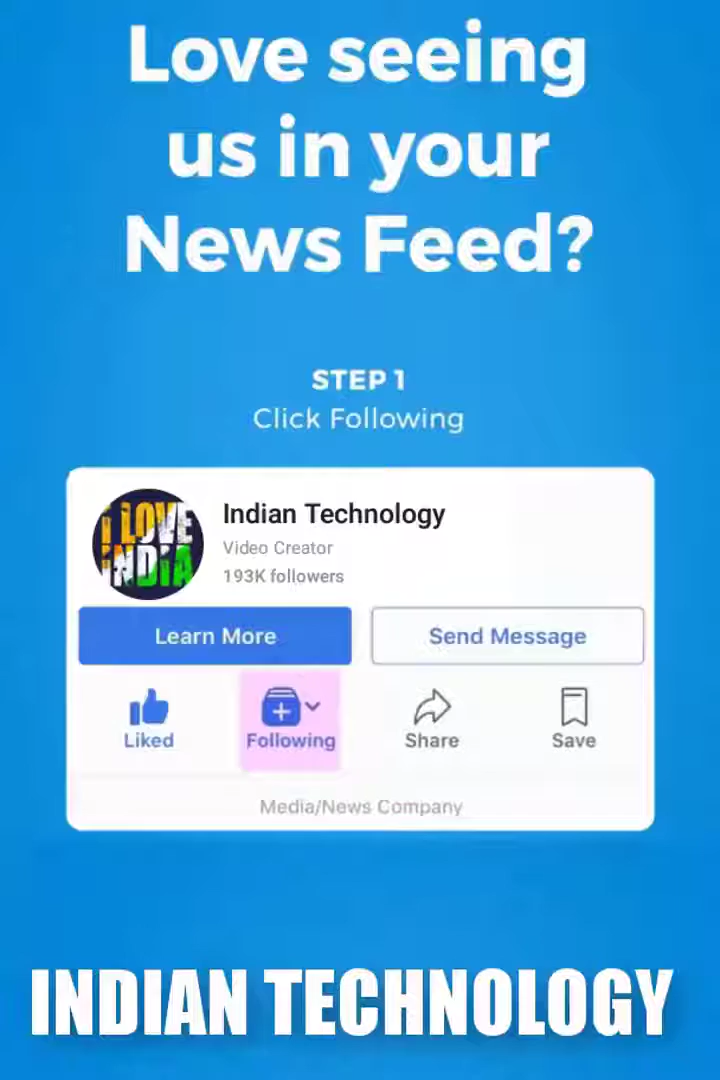 Love seeing
us in your
News Feed?
STEP 1
Click Following
I LOVE
INDIA
Indian Technology
Video Creator
193K followers
Learn More
Send Message
Liked
Following
Share
Save
Media/News Company
INDIAN TECHNOLOGY